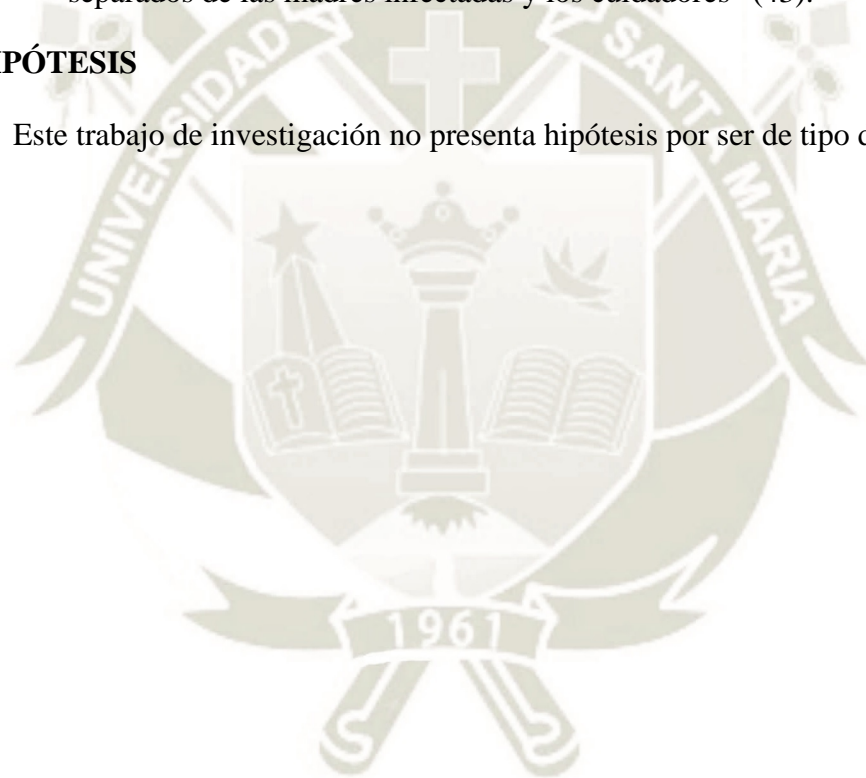 separados de las madres infectadas y los cuidadores" (43).
IPÓTESIS
Este trabajo de investigación no presenta hipótesis por ser de tipo
UNIVERSIDAD SANTA MARIA
1961